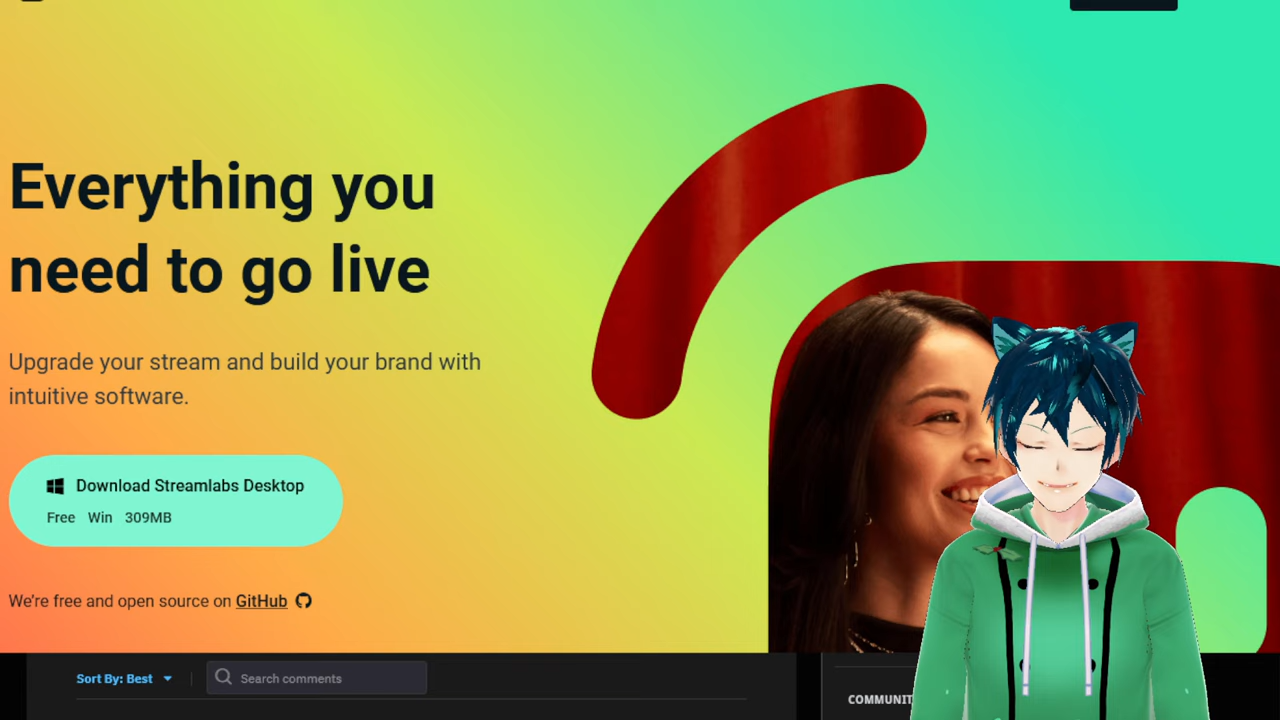 Everything you
need to go live
Upgrade your stream and build your brand with
intuitive software.
Download Streamlabs Desktop
Free Win 309MB
We're free and open source on GitHub
Sort By: Best
Search comments